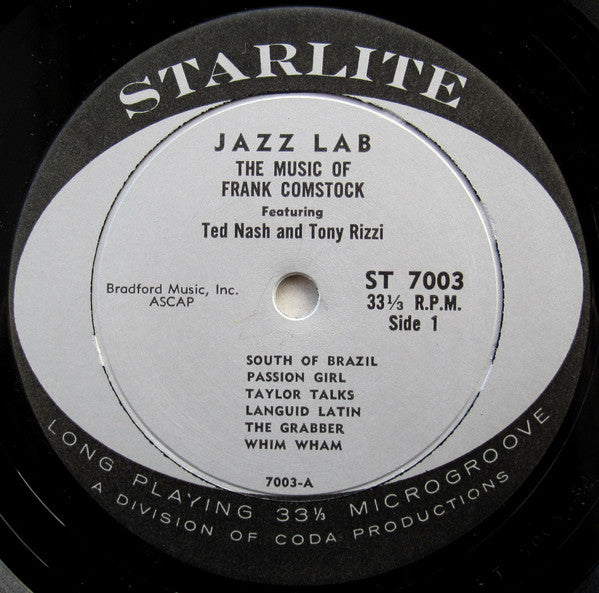 STARLITE
JAZZ LAB
THE MUSIC OF
FRANK COMSTOCK
Featuring
Ted Nash and Tony Rizzi
Bradford Music, Inc.
ASCAP
ST 7003
33⅓ R.P.M.
Side 1
SOUTH OF BRAZIL
PASSION GIRL
TAYLOR TALKS
LANGUID LATIN
THE GRABBER
WHIM WHAM
7003-A
LONG PLAYING 33⅓ MICROGROOVE
A DIVISION OF CODA PRODUCTIONS